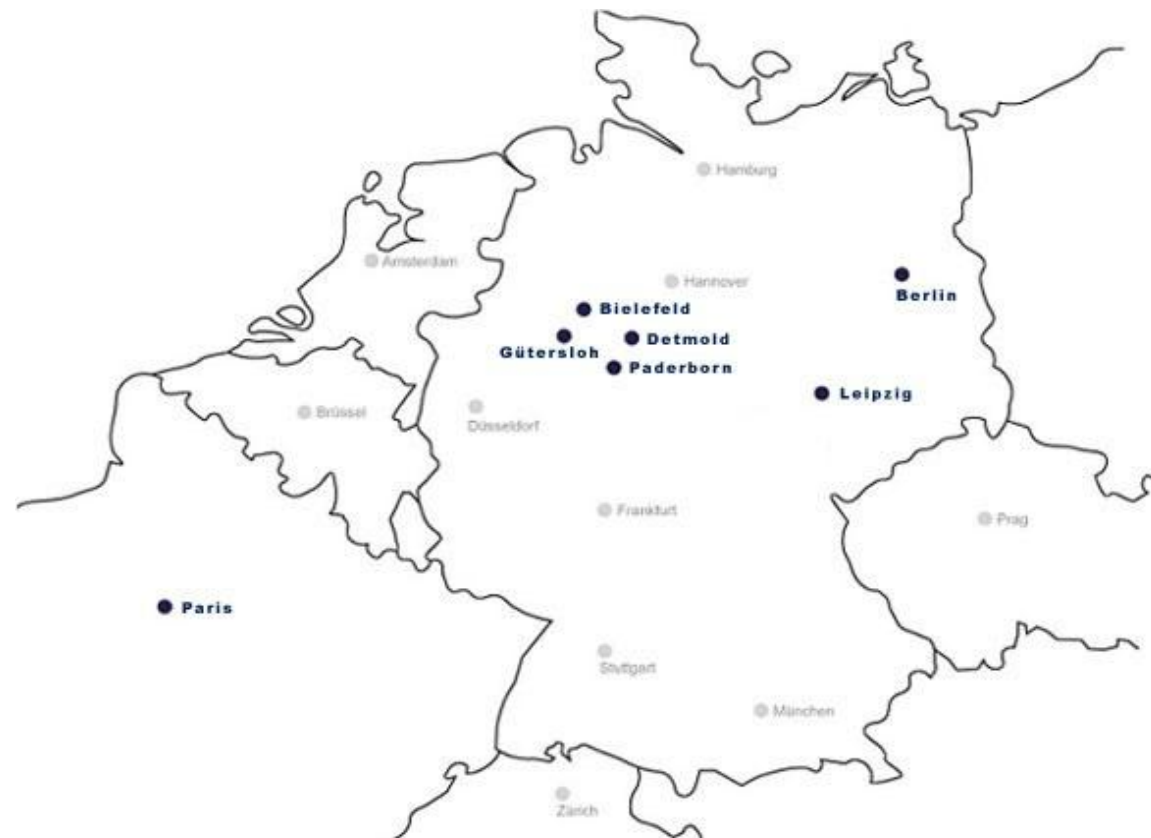 Hamburg
Amsterdam
Hannover
Berlin
Bielefeld
Detmold
Gütersloh
Paderborn
Leipzig
Brüssel
Düsseldorf
Frankfurt
Prag
Paris
Stuttgart
München
Zürich